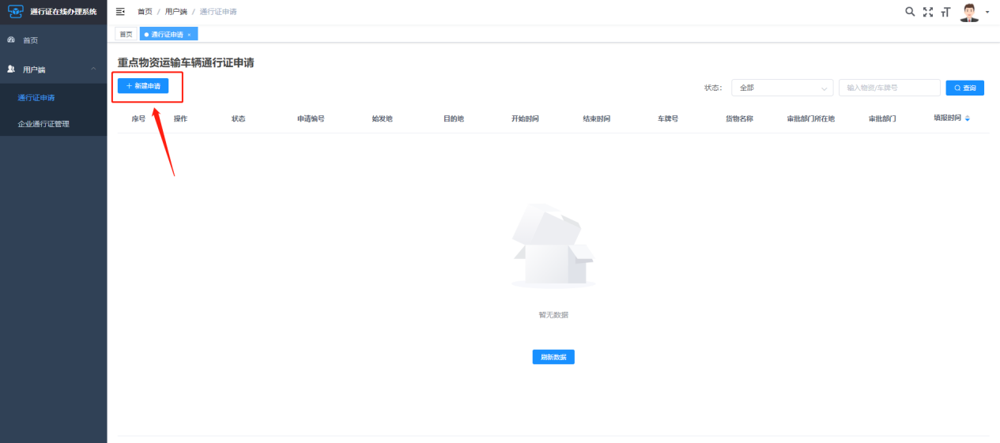 通行证在线办理系统
首页 / 用户端 / 通行证申请
首页
用户端
通行证申请
企业通行证管理
首页 通行证申请 ×
重点物资运输车辆通行证申请
+ 新建申请
状态: 全部 输入物资/车牌号 查询
序号 操作 状态 申请编号 始发地 目的地 开始时间 结束时间 车牌号 货物名称 审批部门所在地 审批部门 填报时间
暂无数据
刷新数据